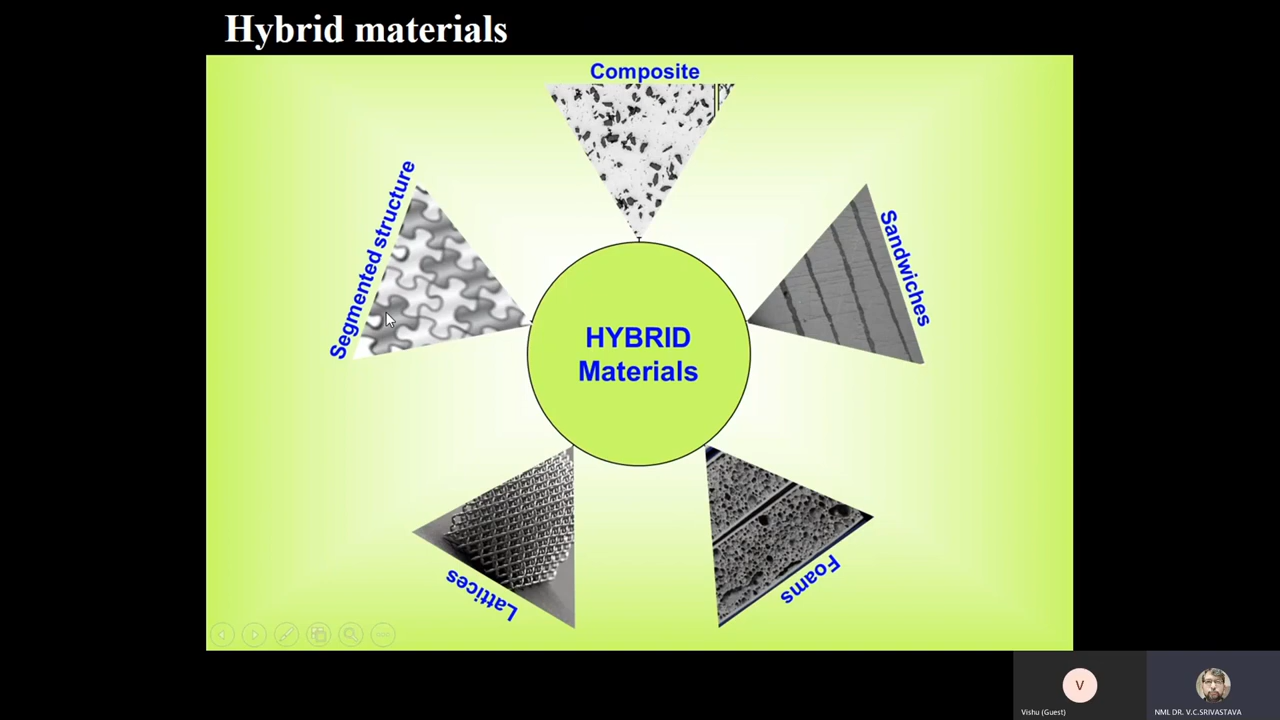 Hybrid materials
Composite
Segmented structure
Sandwiches
HYBRID
Materials
Lattices
Foams
V
Vishu (Guest)
NML DR. V.C.SRIVASTAVA